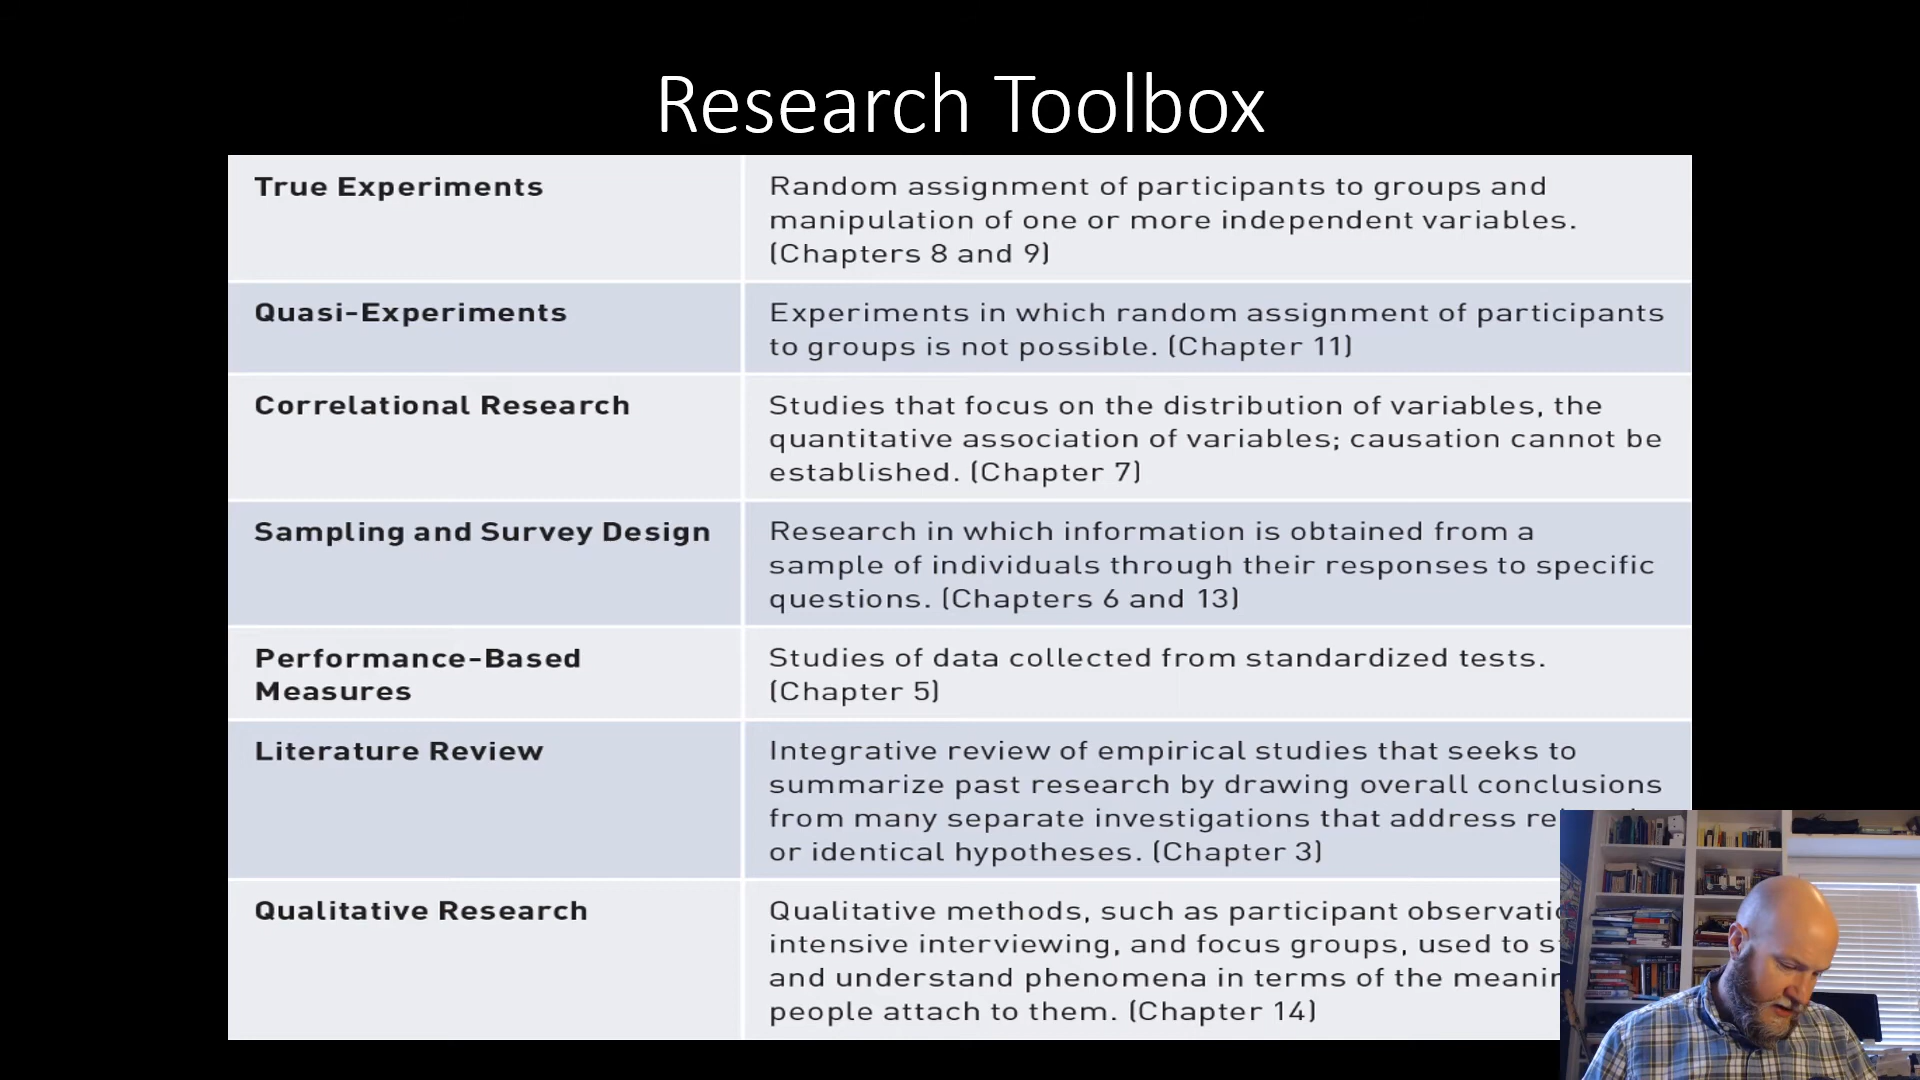 Research Toolbox
True Experiments
Random assignment of participants to groups and
manipulation of one or more independent variables.
(Chapters 8 and 9)
Quasi-Experiments
Experiments in which random assignment of participants
to groups is not possible. (Chapter 11)
Correlational Research
Studies that focus on the distribution of variables, the
quantitative association of variables; causation cannot be
established. (Chapter 7)
Sampling and Survey Design
Research in which information is obtained from a
sample of individuals through their responses to specific
questions. (Chapters 6 and 13)
Performance-Based
Measures
Studies of data collected from standardized tests.
(Chapter 5)
Literature Review
Integrative review of empirical studies that seeks to
summarize past research by drawing overall conclusions
from many separate investigations that address
or identical hypotheses. (Chapter 3)
Qualitative Research
Qualitative methods, such as participant
intensive interviewing, and focus groups, used to
and understand phenomena in terms of the
people attach to them. (Chapter 14)